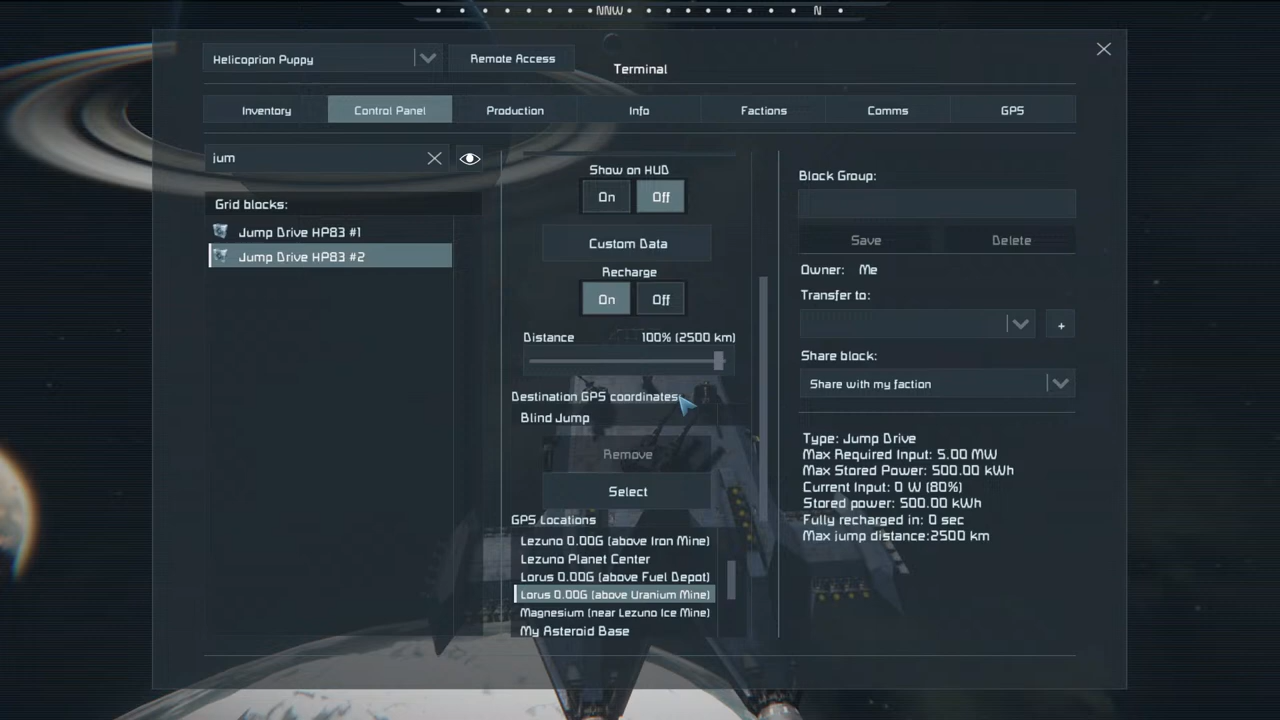 NNW N
Helicoprion Puppy
Remote Access
Terminal
Inventory Control Panel Production Info Factions Comms GPS
jum
Grid blocks:
Jump Drive HP83 #1
Jump Drive HP83 #2
Show on HUD
On Off
Custom Data
Recharge
On Off
Distance 100% (2500 km)
Destination GPS coordinates:
Blind Jump
Remove
Select
GPS Locations
Lezuno 0.00G (above Iron Mine)
Lezuno Planet Center
Lorus 0.00G (above Fuel Depot)
Lorus 0.00G (above Uranium Mine)
Magnesium (near Lezuno Ice Mine)
My Asteroid Base
Block Group:
Save Delete
Owner: Me
Transfer to:
+
Share block:
Share with my faction
Type: Jump Drive
Max Required Input: 5.00 MW
Max Stored Power: 500.00 kWh
Current Input: 0 W (80%)
Stored power: 500.00 kWh
Fully recharged in: 0 sec
Max jump distance:2500 km